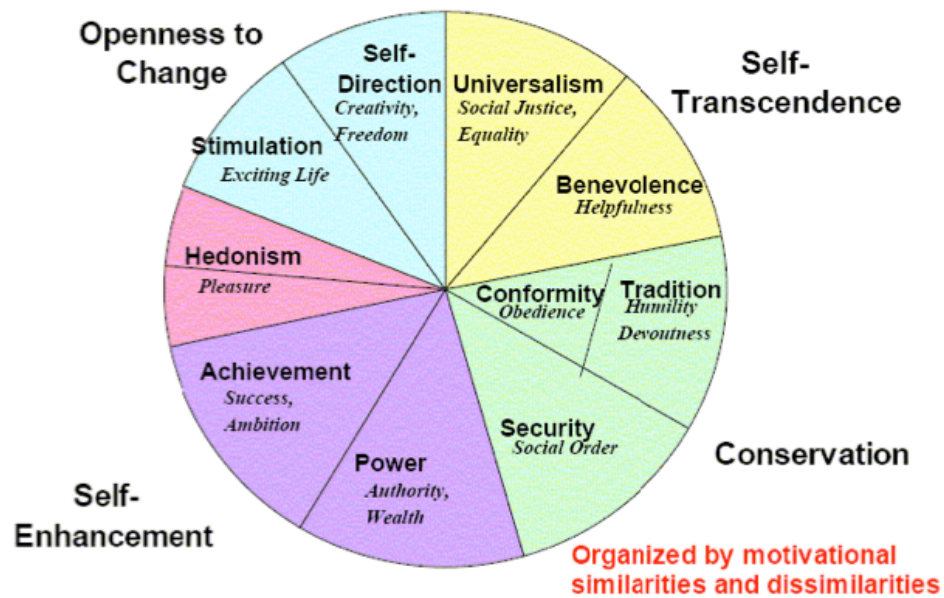 Openness to
Change
Self-
Direction
Creativity,
Freedom
Universalism
Social Justice,
Equality
Self-
Transcendence
Stimulation
Exciting Life
Benevolence
Helpfulness
Hedonism
Pleasure
Conformity
Obedience
Tradition
Humility
Devoutness
Achievement
Success,
Ambition
Security
Social Order
Conservation
Power
Authority,
Wealth
Self-
Enhancement
Organized by motivational
similarities and dissimilarities